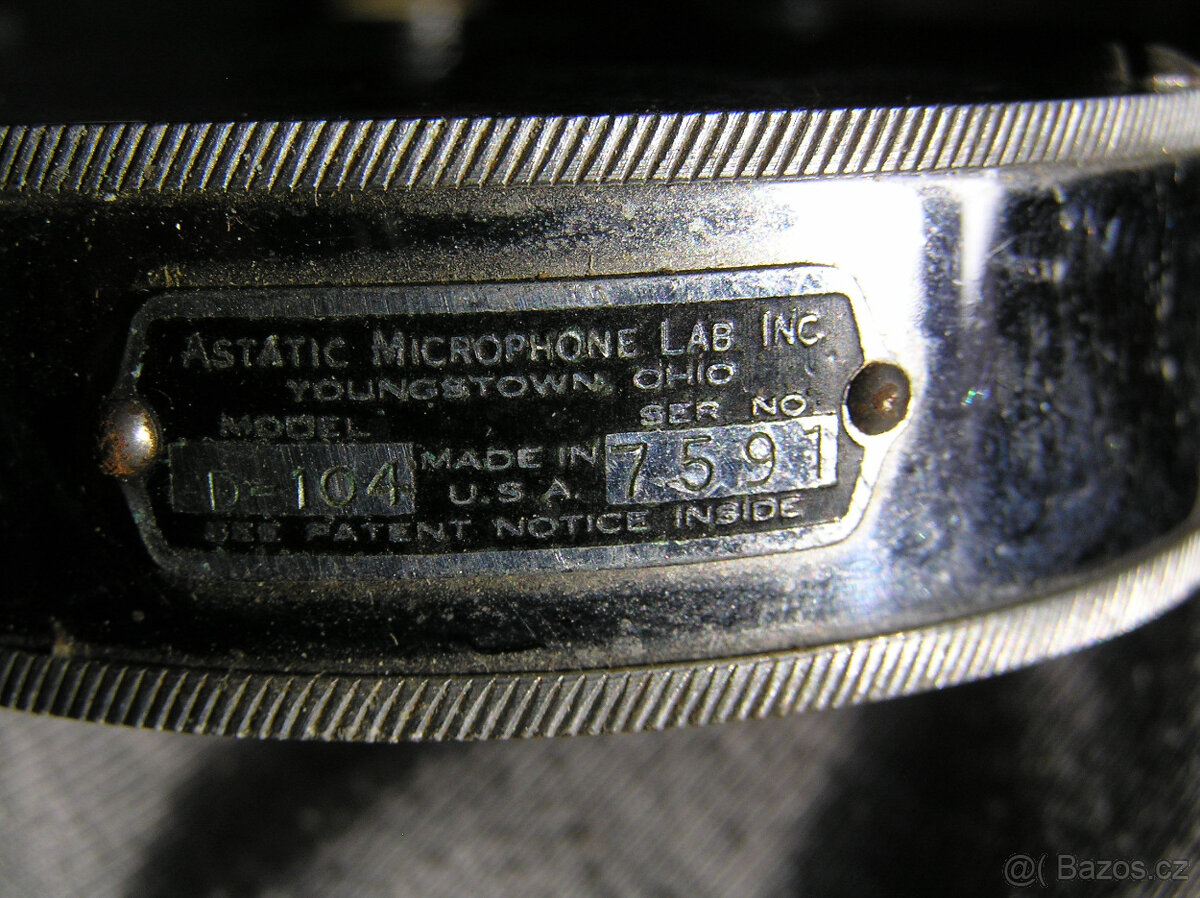 ASTATIC MICROPHONE LAB INC.
YOUNGSTOWN, OHIO
MODEL SER NO.
D-104 MADE IN U.S.A. 7591
SEE PATENT NOTICE INSIDE
@( Bazos.cz